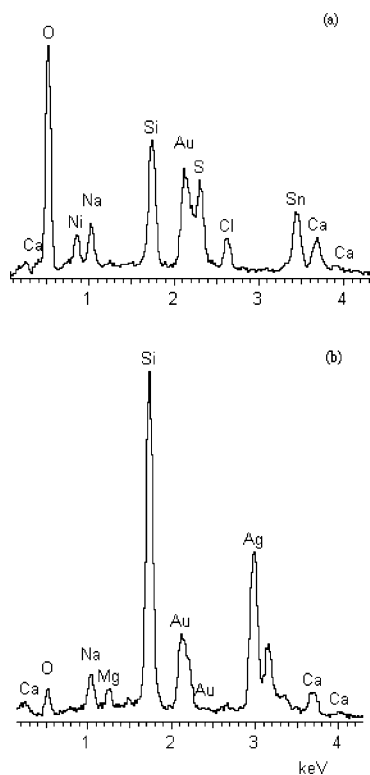 (a)
O
Si
Au
S
Na
Sn
Ni
Cl
Ca
Ca
Ca
1 2 3 4
(b)
Si
Ag
Au
Na
O
Mg
Au
Ca
Ca
Ca
1 2 3 4
keV